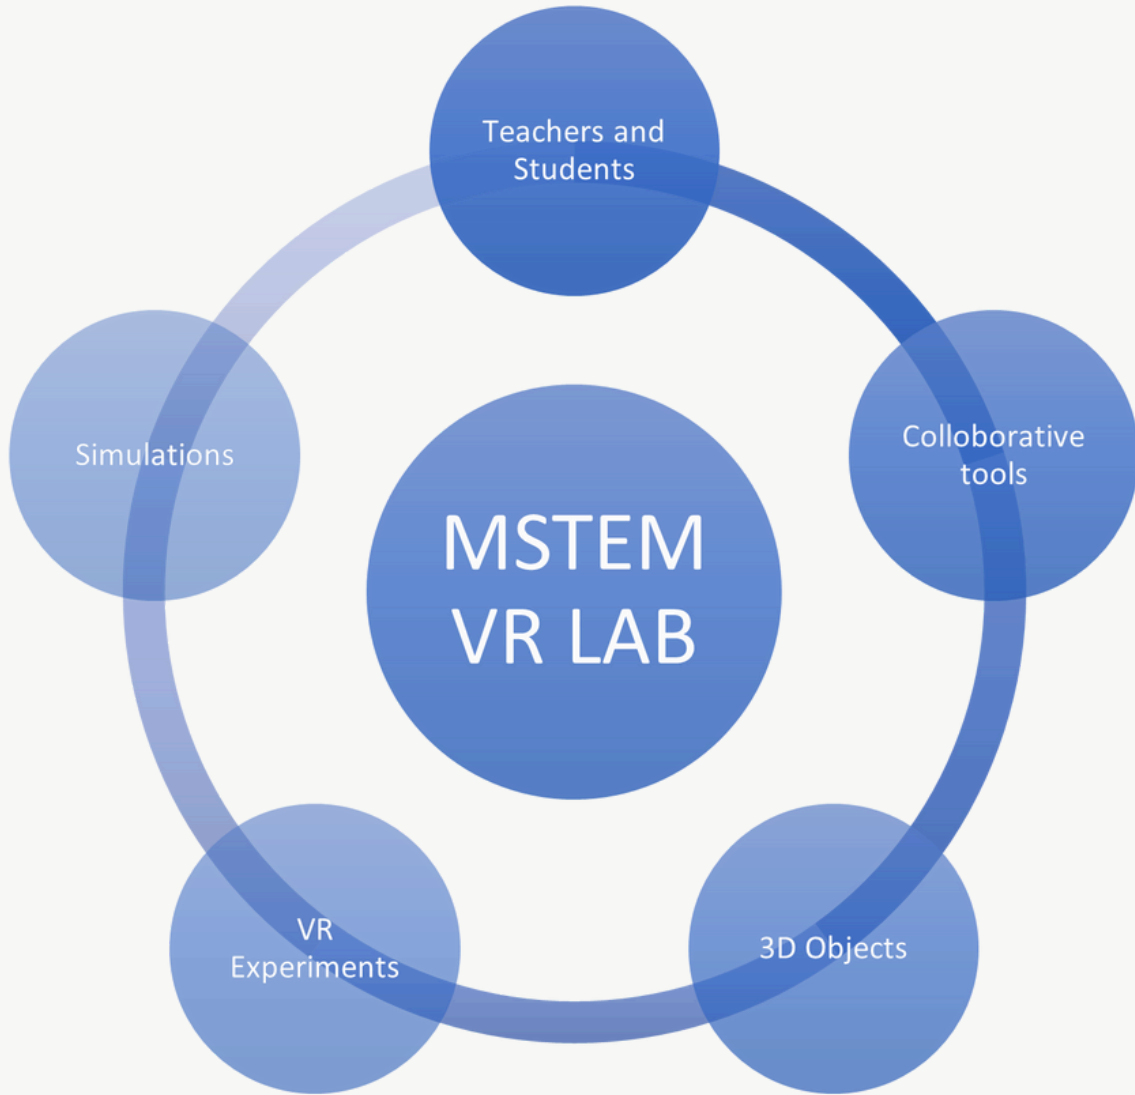 Teachers and
Students
Simulations
Colloborative
tools
MSTEM
VR LAB
VR
Experiments
3D Objects